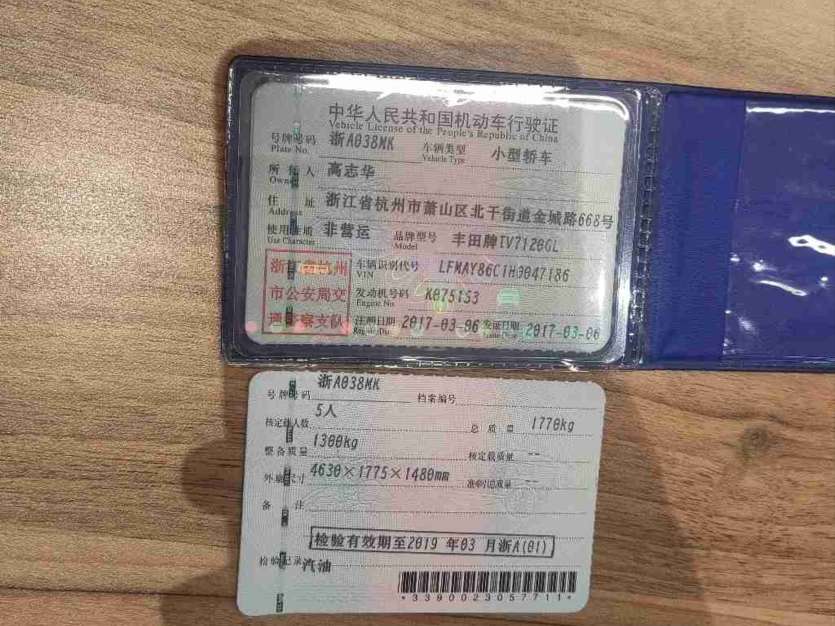 中华人民共和国机动车行驶证
Vehicle License of the People's Republic of China
号牌号码 浙A038MK 车辆类型 小型轿车
Plate No. Vehicle Type
所有人 高志华
Owner
住址 浙江省杭州市萧山区北干街道金城路668号
Address
使用性质 非营运 品牌型号 丰田牌TV7120GL
Use Character Model
浙江省杭州 车辆识别代号 LFMAY86C1H0047186
VIN
市公安局交 发动机号码 K075153
Engine No.
通警察支队 注册日期 2017-03-06 发证日期 2017-03-06
Register Date Issue Date
号牌号码 浙A038MK 档案编号
核定载人数 5人 总质量 1770kg
整备质量 1300kg 核定载质量 --
外廓尺寸 4630×1775×1480mm 准牵引总质量 --
备注
检验有效期至2019年03月浙A(01)
检验记录 汽油
*3390023057711*